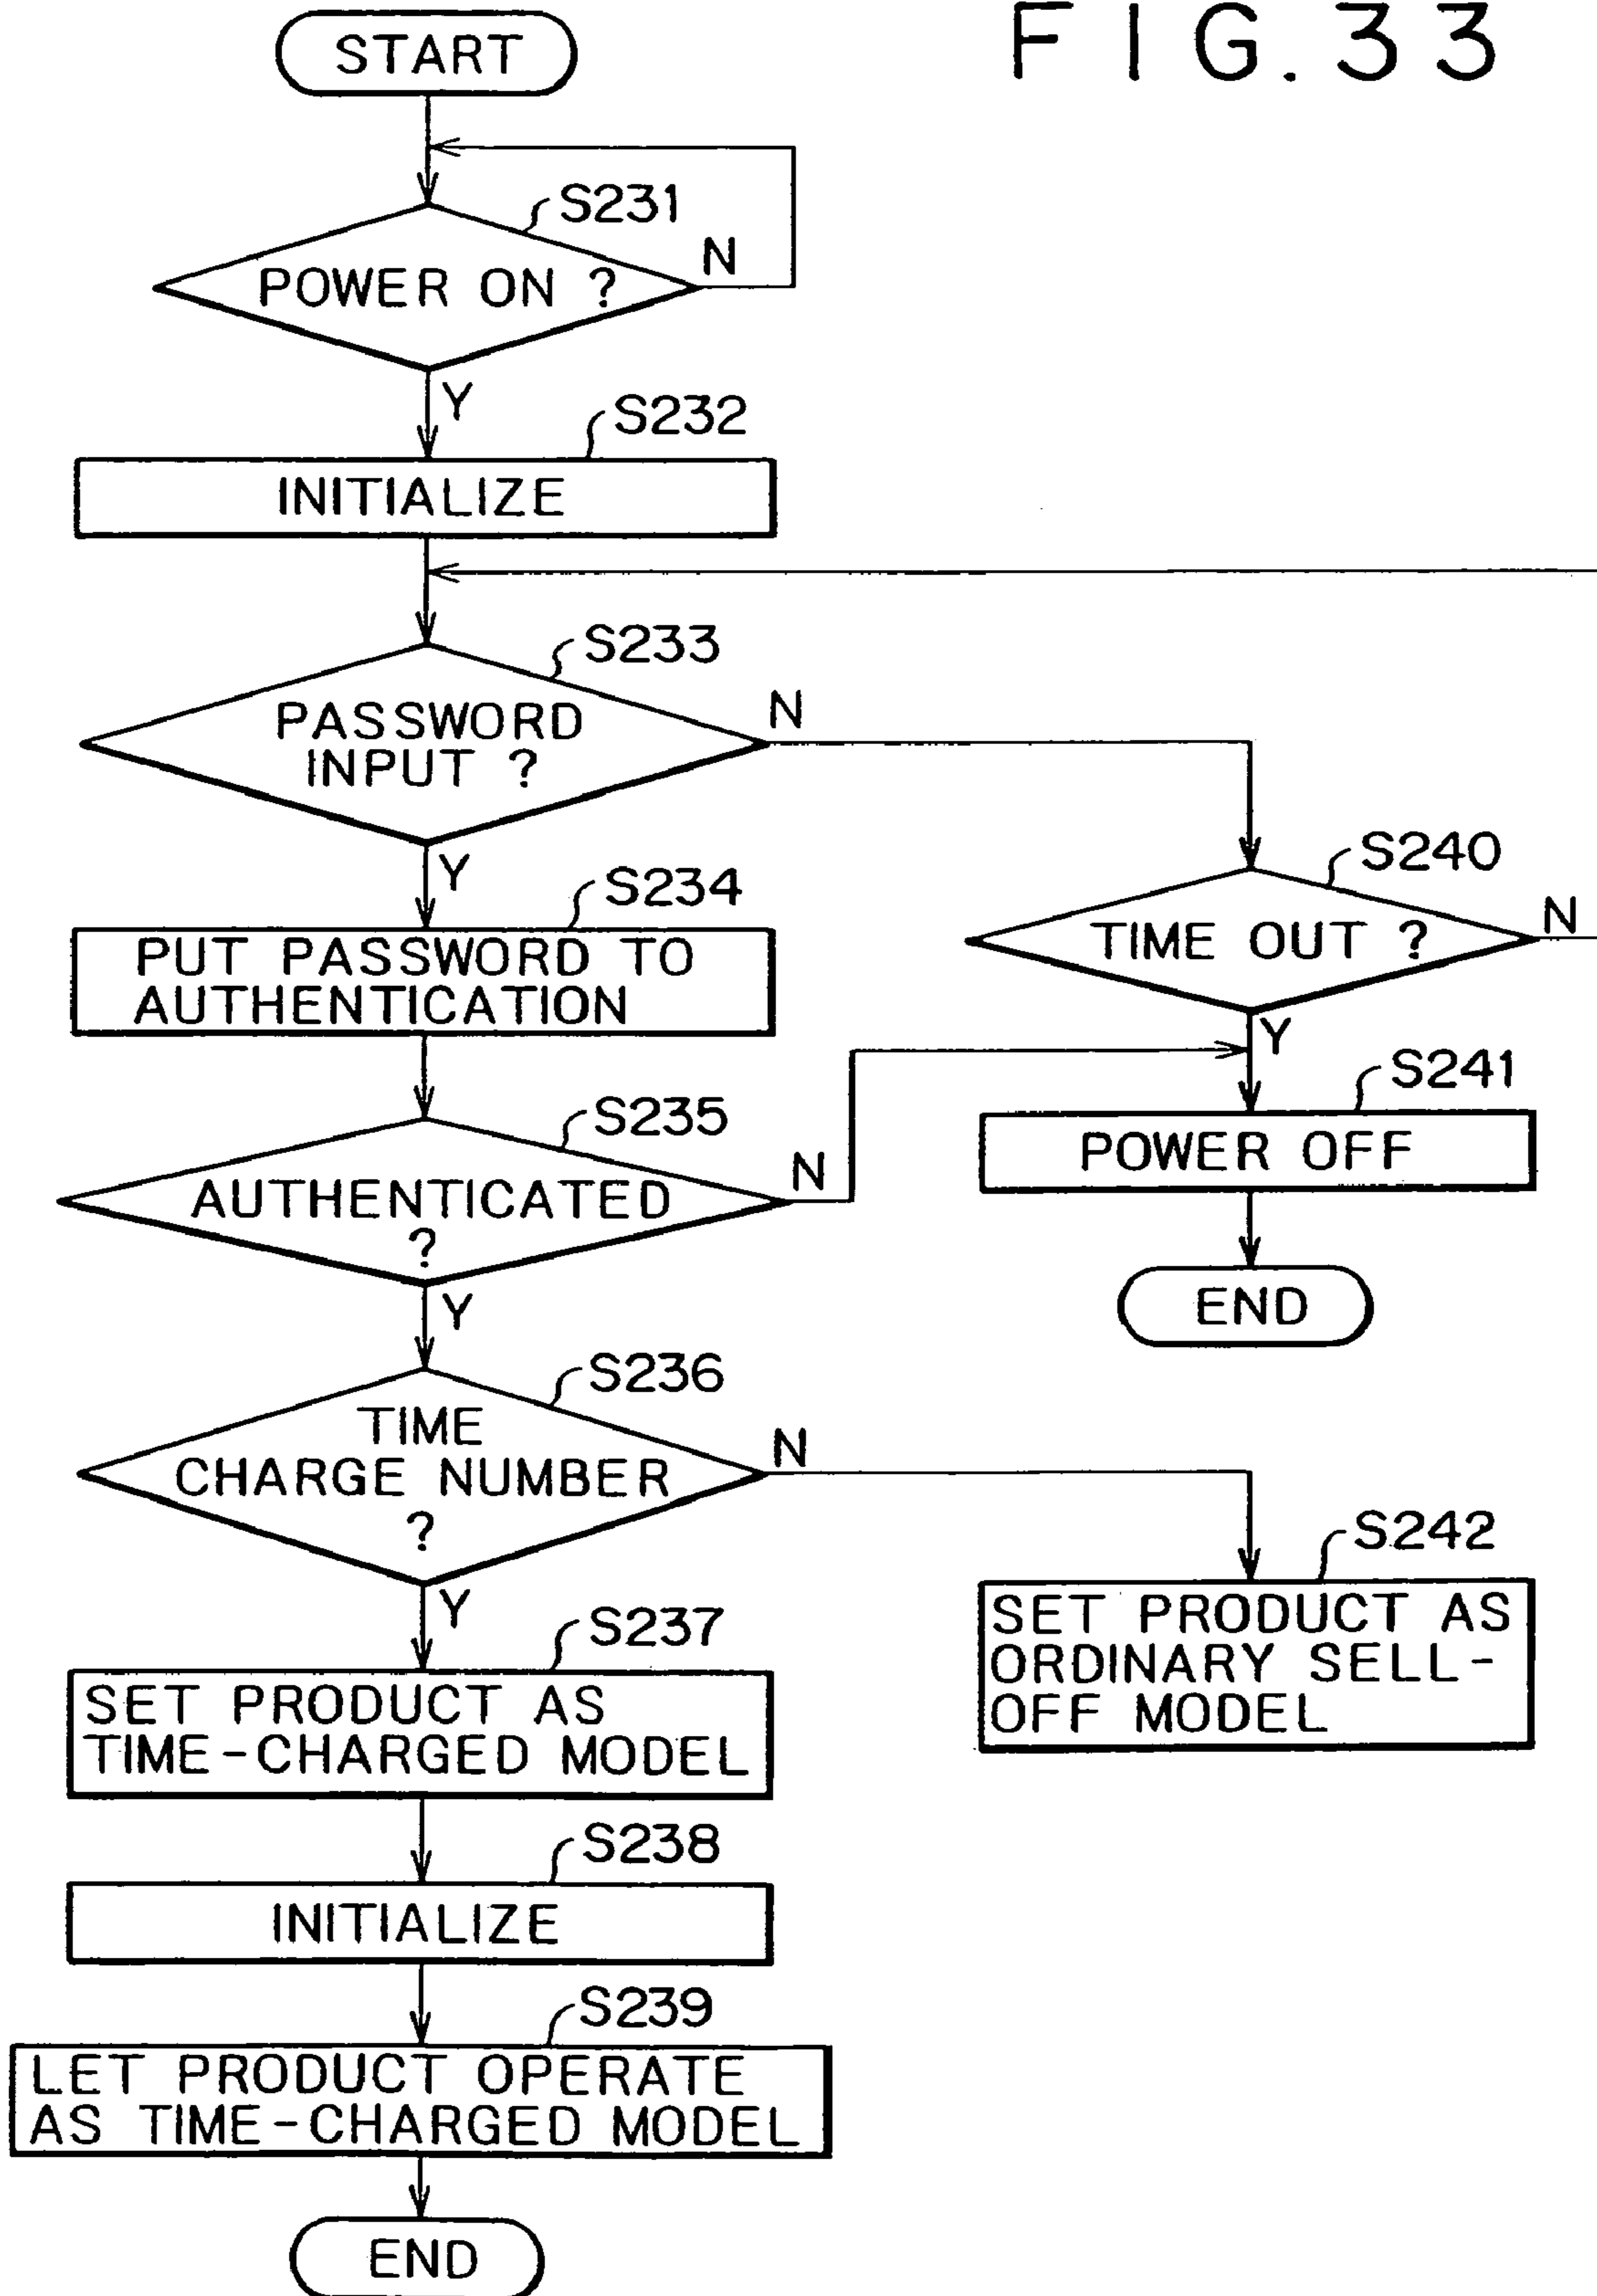 FIG.33
START
S231
POWER ON ?
N
Y
S232
INITIALIZE
S233
PASSWORD
INPUT ?
N
Y
S234
PUT PASSWORD TO
AUTHENTICATION
S235
AUTHENTICATED
?
N
Y
S236
TIME
CHARGE NUMBER
?
N
Y
S237
SET PRODUCT AS
TIME-CHARGED MODEL
S238
INITIALIZE
S239
LET PRODUCT OPERATE
AS TIME-CHARGED MODEL
END
S240
TIME OUT ?
N
Y
S241
POWER OFF
END
S242
SET PRODUCT AS
ORDINARY SELL-
OFF MODEL